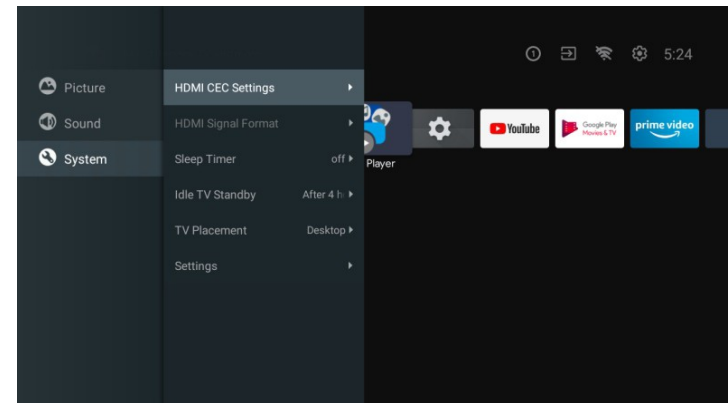 5:24
Picture
Sound
System
HDMI CEC Settings
HDMI Signal Format
Sleep Timer off
Idle TV Standby After 4 h
TV Placement Desktop
Settings
Player
YouTube
Google Play
Movies & TV
prime video